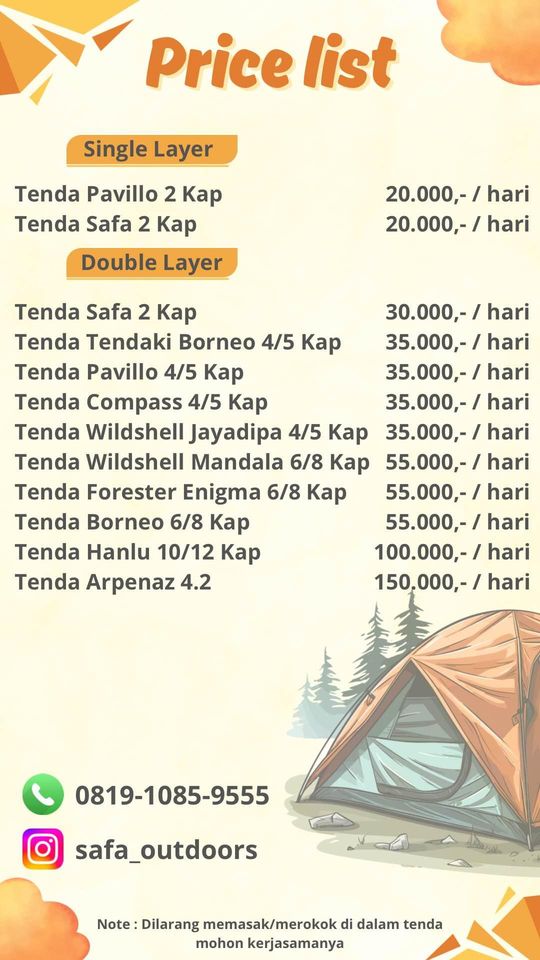 Price list
Single Layer
Tenda Pavillo 2 Kap 20.000,- / hari
Tenda Safa 2 Kap 20.000,- / hari
Double Layer
Tenda Safa 2 Kap 30.000,- / hari
Tenda Tendaki Borneo 4/5 Kap 35.000,- / hari
Tenda Pavillo 4/5 Kap 35.000,- / hari
Tenda Compass 4/5 Kap 35.000,- / hari
Tenda Wildshell Jayadipa 4/5 Kap 35.000,- / hari
Tenda Wildshell Mandala 6/8 Kap 55.000,- / hari
Tenda Forester Enigma 6/8 Kap 55.000,- / hari
Tenda Borneo 6/8 Kap 55.000,- / hari
Tenda Hanlu 10/12 Kap 100.000,- / hari
Tenda Arpenaz 4.2 150.000,- / hari
0819-1085-9555
safa_outdoors
Note : Dilarang memasak/merokok di dalam tenda
mohon kerjasamanya